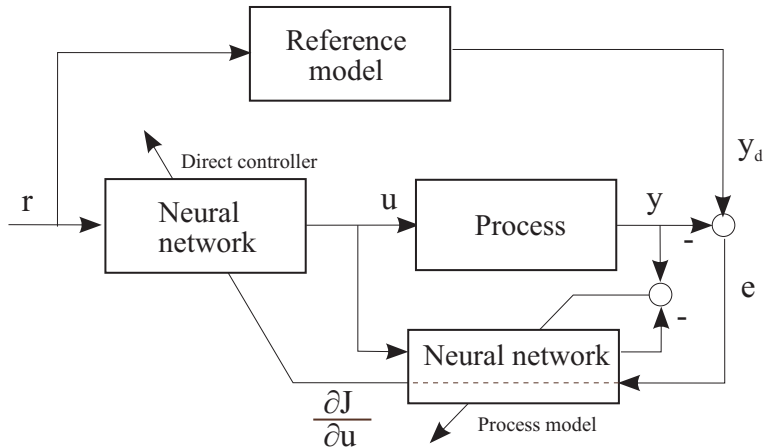 Reference
model
Direct controller
r
Neural
network
u
Process
y
y_d
-
e
-
Neural network
∂J
∂u
Process model